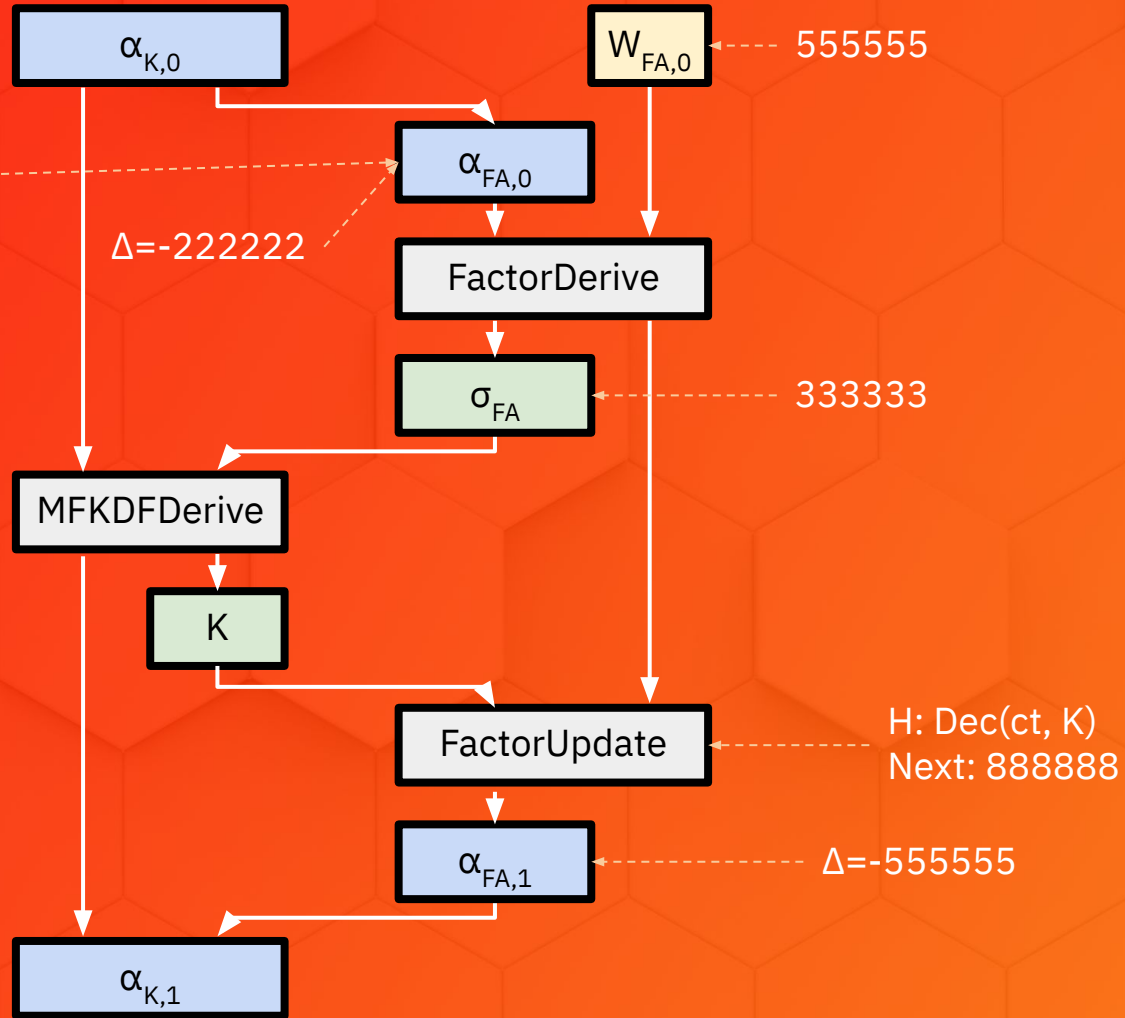 α_K,0
W_FA,0
555555
α_FA,0
Δ=-222222
FactorDerive
σ_FA
333333
MFKDFDerive
K
FactorUpdate
H: Dec(ct, K)
Next: 888888
α_FA,1
Δ=-555555
α_K,1